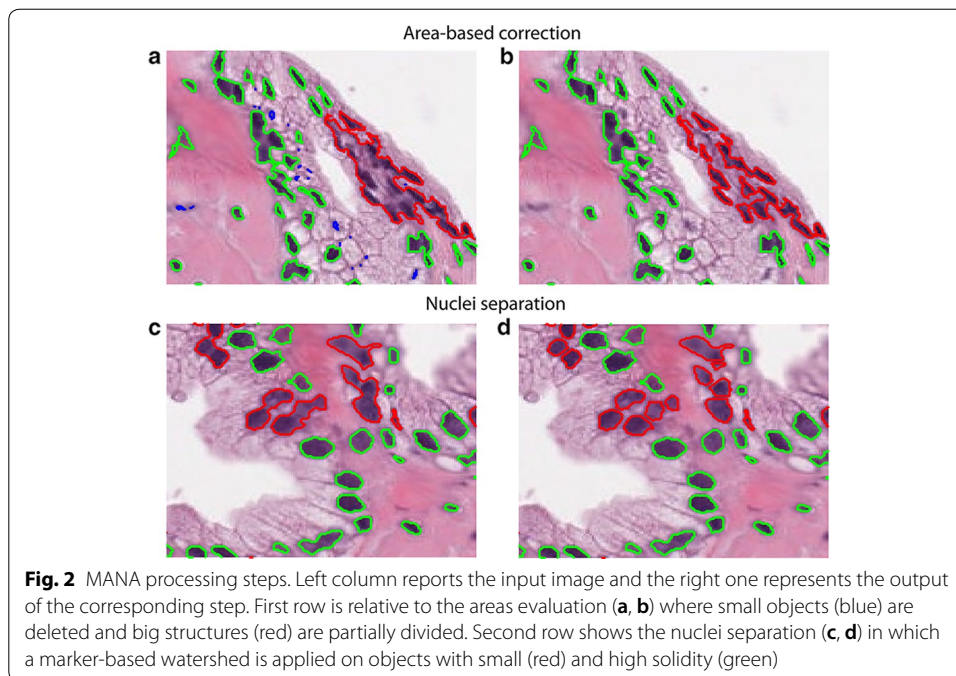 Area-based correction
a
b
Nuclei separation
c
d
Fig. 2 MANA processing steps. Left column reports the input image and the right one represents the output
of the corresponding step. First row is relative to the areas evaluation (a, b) where small objects (blue) are
deleted and big structures (red) are partially divided. Second row shows the nuclei separation (c, d) in which
a marker-based watershed is applied on objects with small (red) and high solidity (green)